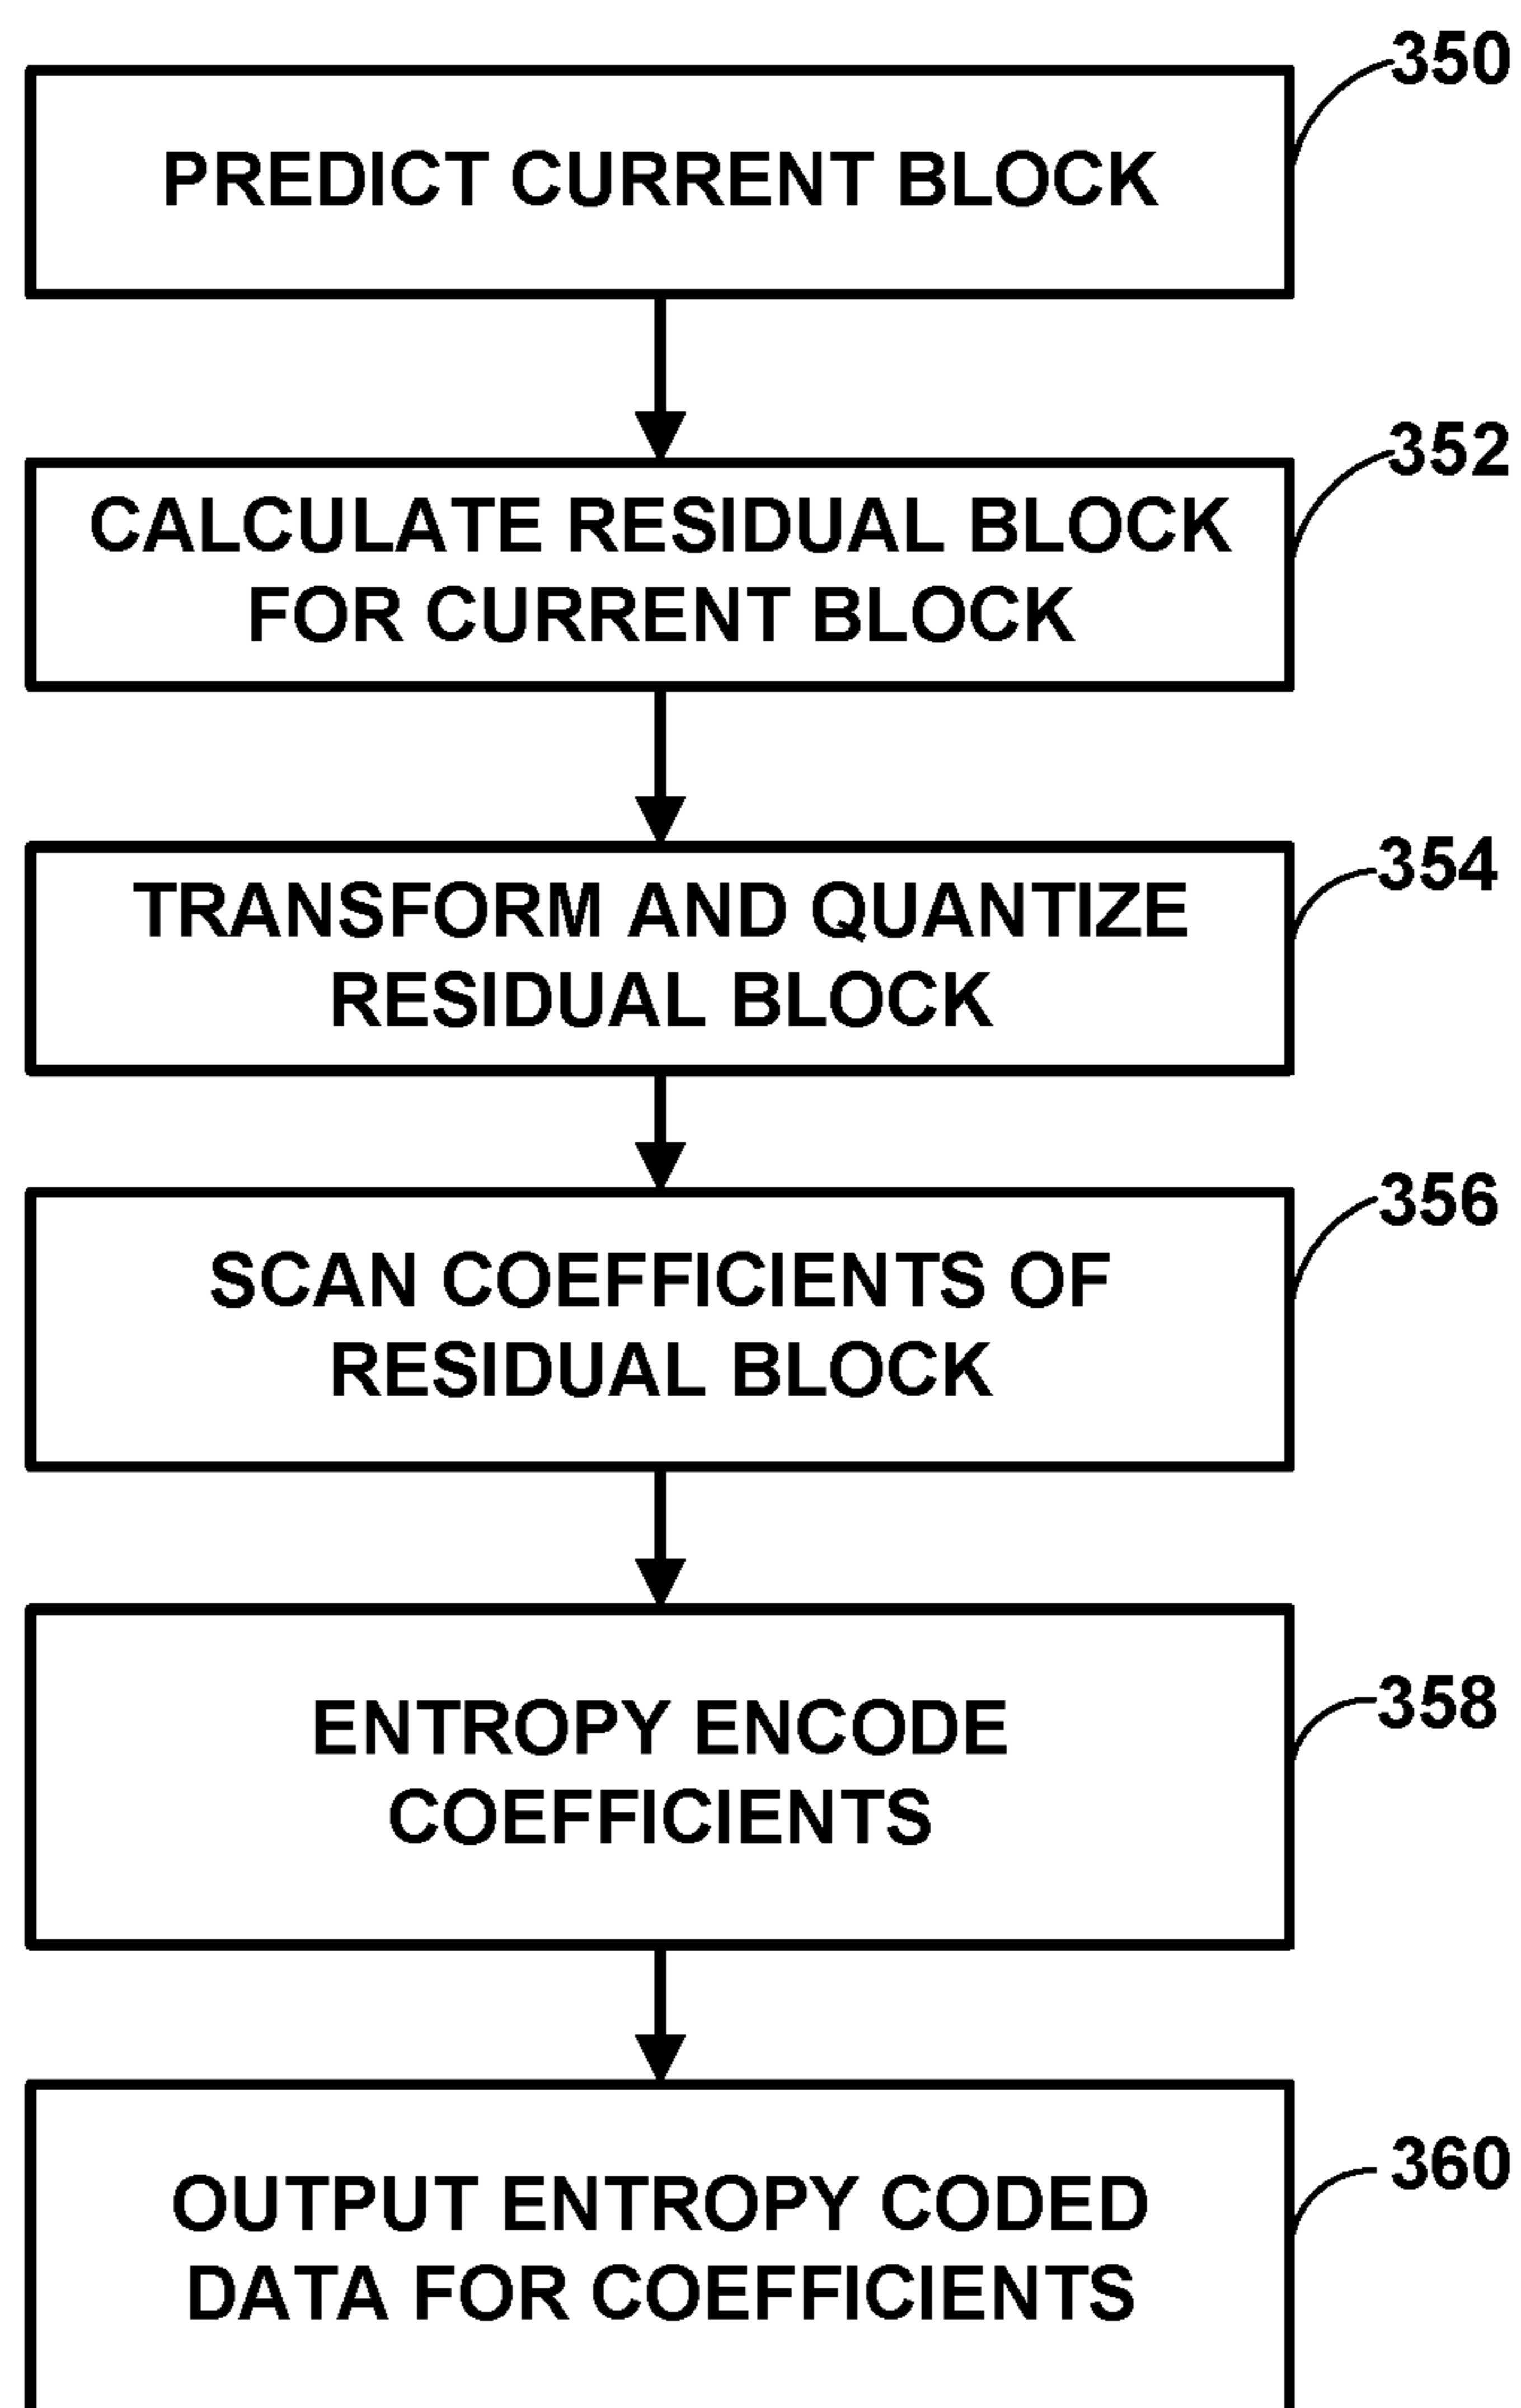 350
PREDICT CURRENT BLOCK
352
CALCULATE RESIDUAL BLOCK
FOR CURRENT BLOCK
354
TRANSFORM AND QUANTIZE
RESIDUAL BLOCK
356
SCAN COEFFICIENTS OF
RESIDUAL BLOCK
358
ENTROPY ENCODE
COEFFICIENTS
360
OUTPUT ENTROPY CODED
DATA FOR COEFFICIENTS